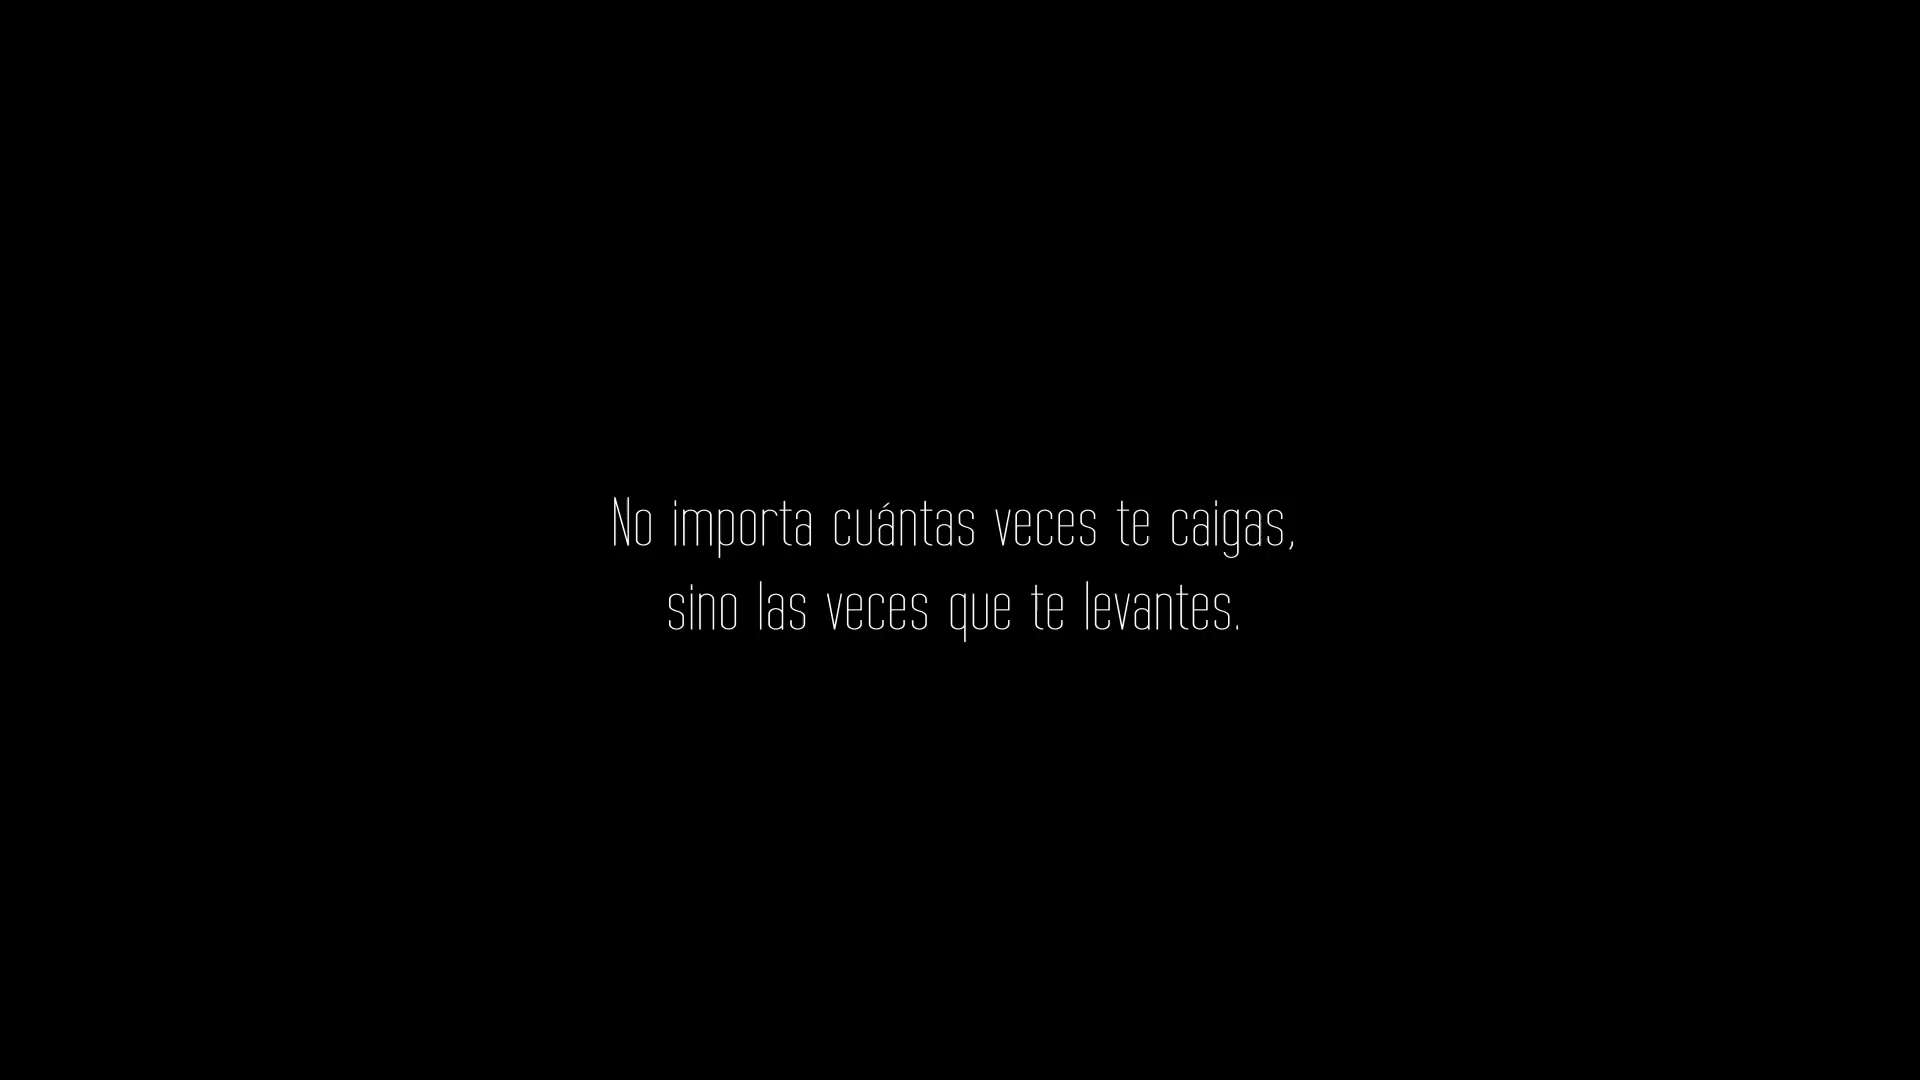 No importa cuántas veces te caigas,
sino las veces que te levantes.